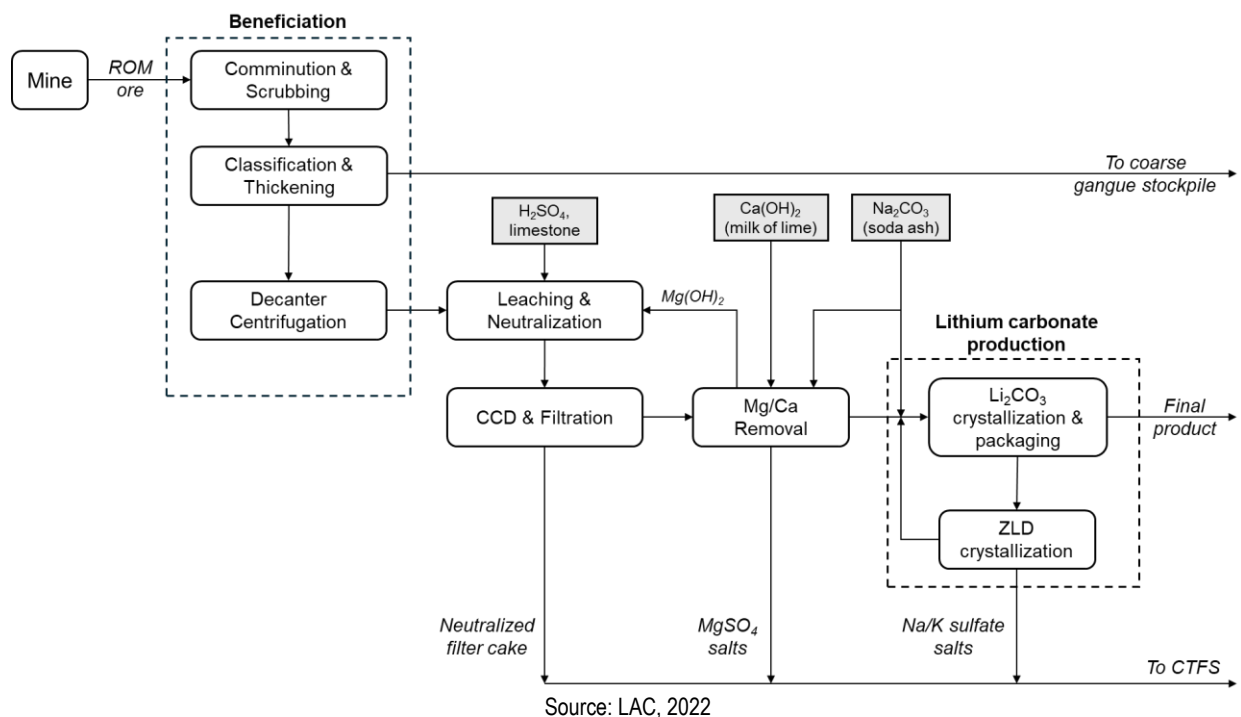 Beneficiation
Mine
ROM
ore
Comminution &
Scrubbing
Classification &
Thickening
To coarse
gangue stockpile
H₂SO₄,
limestone
Ca(OH)₂
(milk of lime)
Na₂CO₃
(soda ash)
Decanter
Centrifugation
Leaching &
Neutralization
Mg(OH)₂
Lithium carbonate
production
CCD & Filtration
Mg/Ca
Removal
Li₂CO₃
crystallization &
packaging
Final
product
ZLD
crystallization
Neutralized
filter cake
MgSO₄
salts
Na/K sulfate
salts
To CTFS
Source: LAC, 2022